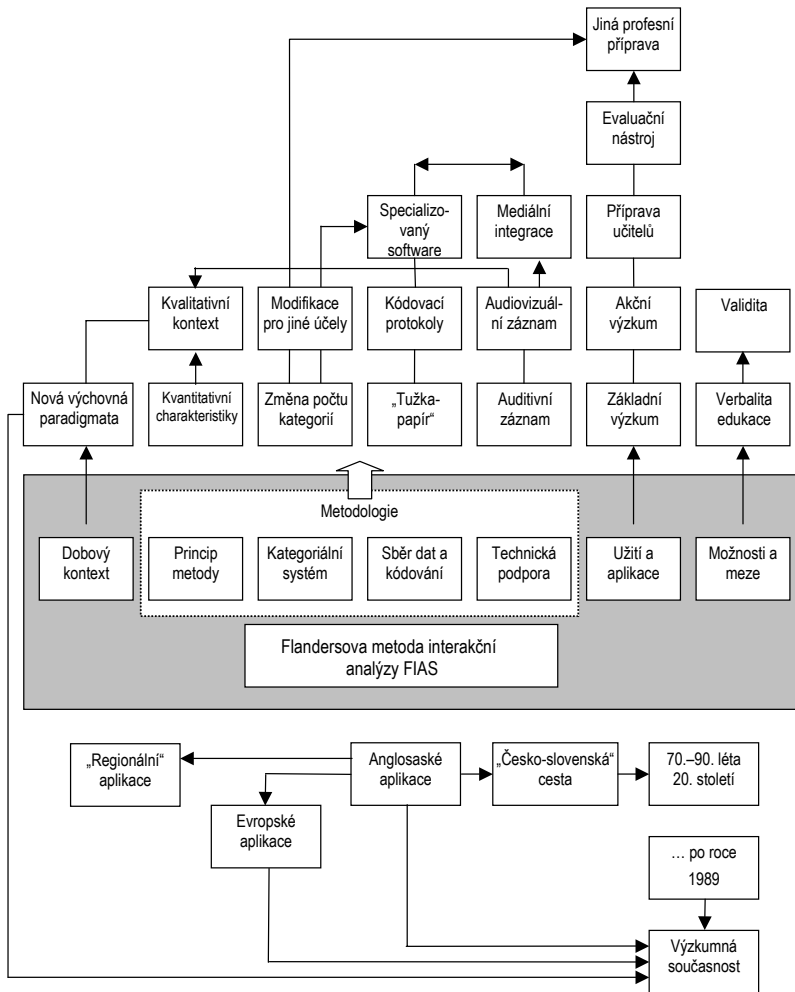 Jiná profesní
příprava
Evaluační
nástroj
Specializo-
vaný
software
Mediální
integrace
Příprava
učitelů
Kvalitativní
kontext
Modifikace
pro jiné účely
Kódovací
protokoly
Audiovizuál-
ní záznam
Akční
výzkum
Validita
Nová výchovná
paradigmata
Kvantitativní
charakteristiky
Změna počtu
kategorií
„Tužka-
papír“
Auditivní
záznam
Základní
výzkum
Verbalita
edukace
Metodologie
Dobový
kontext
Princip
metody
Kategoriální
systém
Sběr dat a
kódování
Technická
podpora
Užití a
aplikace
Možnosti a
meze
Flandersova metoda interakční
analýzy FIAS
„Regionální“
aplikace
Anglosaské
aplikace
„Česko-slovenská“
cesta
70.–90. léta
20. století
Evropské
aplikace
… po roce
1989
Výzkumná
současnost